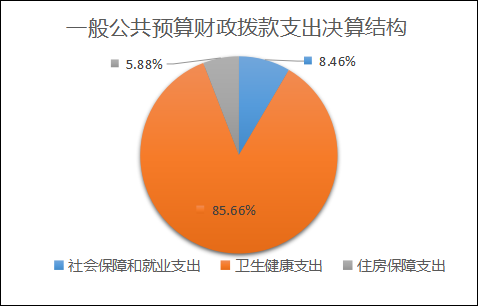 一般公共预算财政拨款支出决算结构
5.88%
8.46%
85.66%
社会保障和就业支出 卫生健康支出 住房保障支出